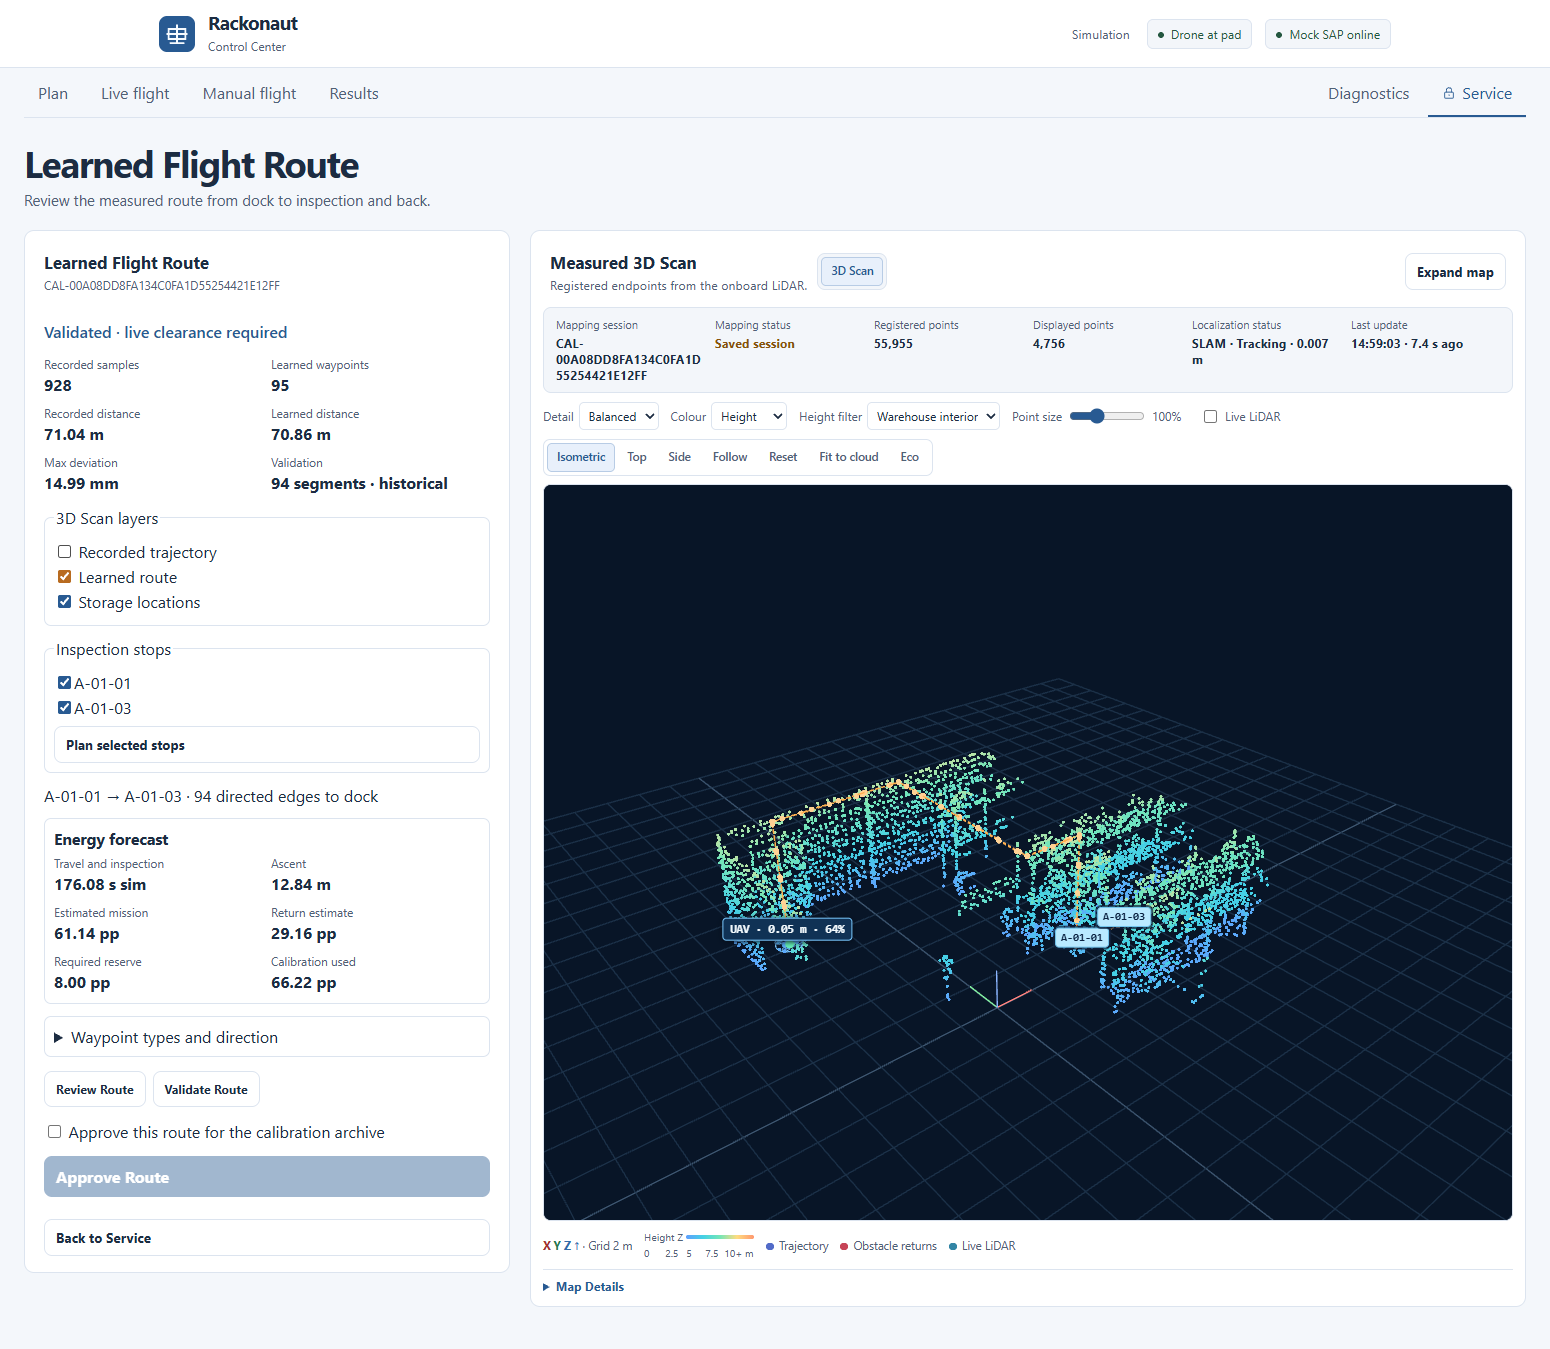 Rackonaut
Control Center
Simulation
Drone at pad
Mock SAP online
Plan
Live flight
Manual flight
Results
Diagnostics
Service
Learned Flight Route
Review the measured route from dock to inspection and back.
Learned Flight Route
CAL-00A08DD8FA134C0FA1D55254421E12FF
Validated · live clearance required
Recorded samples
928
Learned waypoints
95
Recorded distance
71.04 m
Learned distance
70.86 m
Max deviation
14.99 mm
Validation
94 segments · historical
3D Scan layers
Recorded trajectory
Learned route
Storage locations
Inspection stops
A-01-01
A-01-03
Plan selected stops
A-01-01 → A-01-03 · 94 directed edges to dock
Energy forecast
Travel and inspection
176.08 s sim
Ascent
12.84 m
Estimated mission
61.14 pp
Return estimate
29.16 pp
Required reserve
8.00 pp
Calibration used
66.22 pp
Waypoint types and direction
Review Route
Validate Route
Approve this route for the calibration archive
Approve Route
Back to Service
Measured 3D Scan
Registered endpoints from the onboard LiDAR.
3D Scan
Expand map
Mapping session
CAL-
00A08DD8FA134C0FA1D
55254421E12FF
Mapping status
Saved session
Registered points
55,955
Displayed points
4,756
Localization status
SLAM · Tracking · 0.007
m
Last update
14:59:03 · 7.4 s ago
Detail
Balanced
Colour
Height
Height filter
Warehouse interior
Point size
100%
Live LiDAR
Isometric
Top
Side
Follow
Reset
Fit to cloud
Eco
UAV · 0.05 m · 64%
A-01-03
A-01-01
X Y Z ↑ · Grid 2 m
Height Z
0 2.5 5 7.5 10+ m
Trajectory
Obstacle returns
Live LiDAR
Map Details